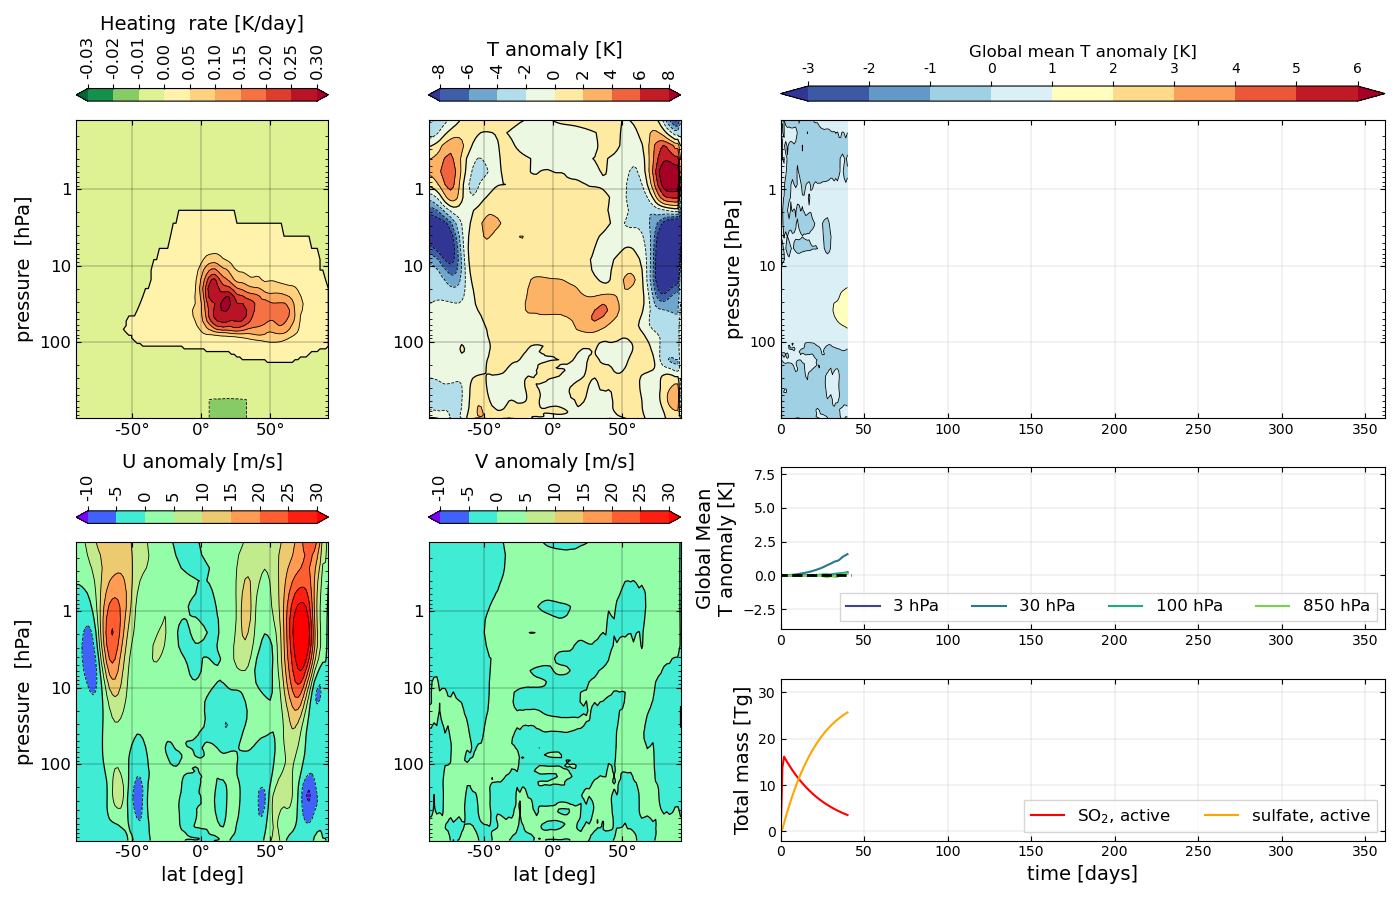 Heating  rate [K/day]
-0.03 -0.02 -0.01 0.00 0.05 0.10 0.15 0.20 0.25 0.30
pressure  [hPa]
1
10
100
-50° 0° 50°
T anomaly [K]
-8 -6 -4 -2 0 2 4 6 8
1
10
100
-50° 0° 50°
Global mean T anomaly [K]
-3 -2 -1 0 1 2 3 4 5 6
pressure  [hPa]
1
10
100
0 50 100 150 200 250 300 350
U anomaly [m/s]
-10 -5 0 5 10 15 20 25 30
pressure  [hPa]
1
10
100
-50° 0° 50°
lat [deg]
V anomaly [m/s]
-10 -5 0 5 10 15 20 25 30
1
10
100
-50° 0° 50°
lat [deg]
Global Mean
T anomaly [K]
7.5
5.0
2.5
0.0
−2.5
3 hPa 30 hPa 100 hPa 850 hPa
0 50 100 150 200 250 300 350
Total mass [Tg]
30
20
10
0
SO₂, active sulfate, active
0 50 100 150 200 250 300 350
time [days]